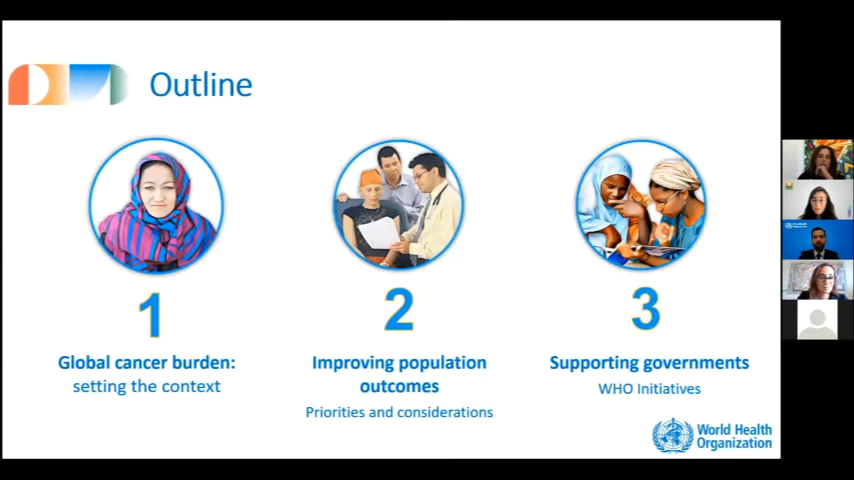 Outline
1
2
3
Global cancer burden:
setting the context
Improving population
outcomes
Priorities and considerations
Supporting governments
WHO Initiatives
World Health
Organization